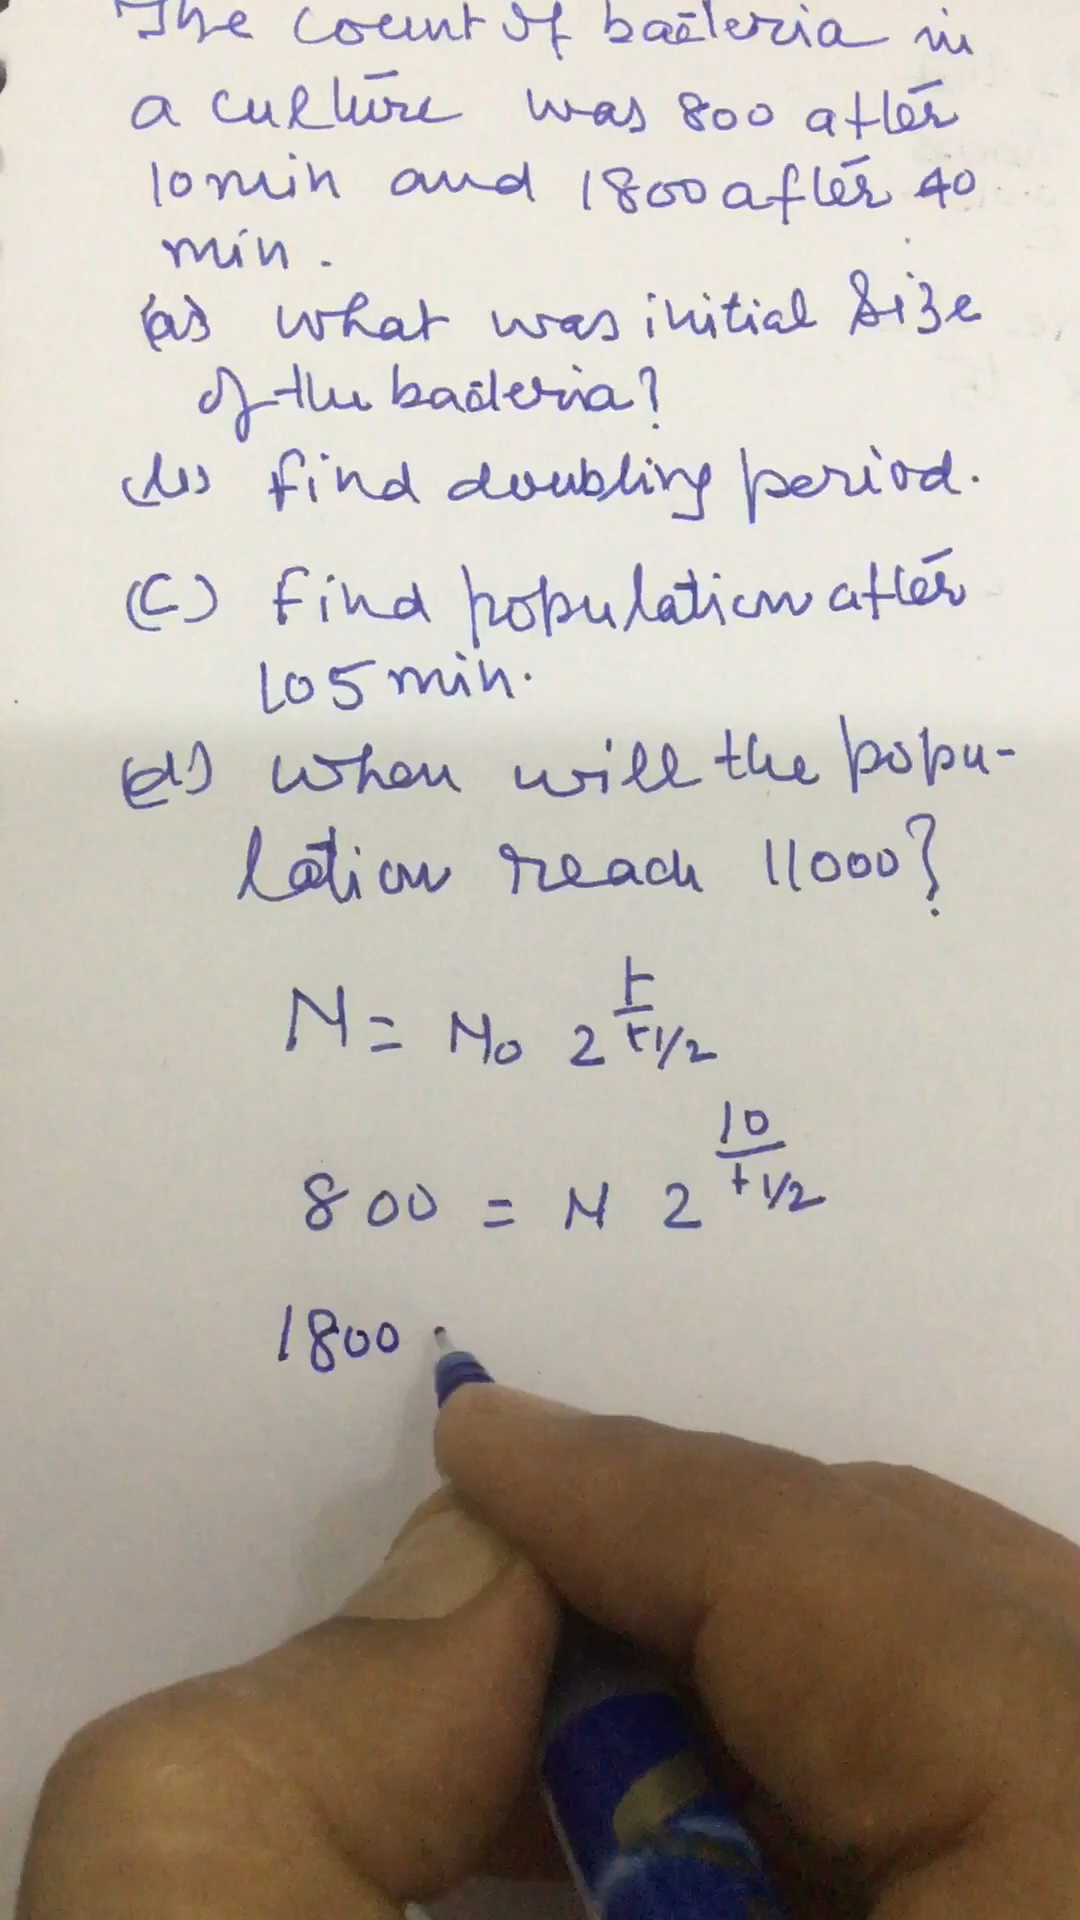 The count of bacteria in
a culture was 800 after
10 min and 1800 after 40
min.
(a) What was initial Size
of the bacteria?
(b) Find doubling period.
(C) Find population after
105 min.
(d) When will the popu-
lation reach 11000?
N = N₀ 2^(t/t1/2)
800 = N 2^(10/t1/2)
1800